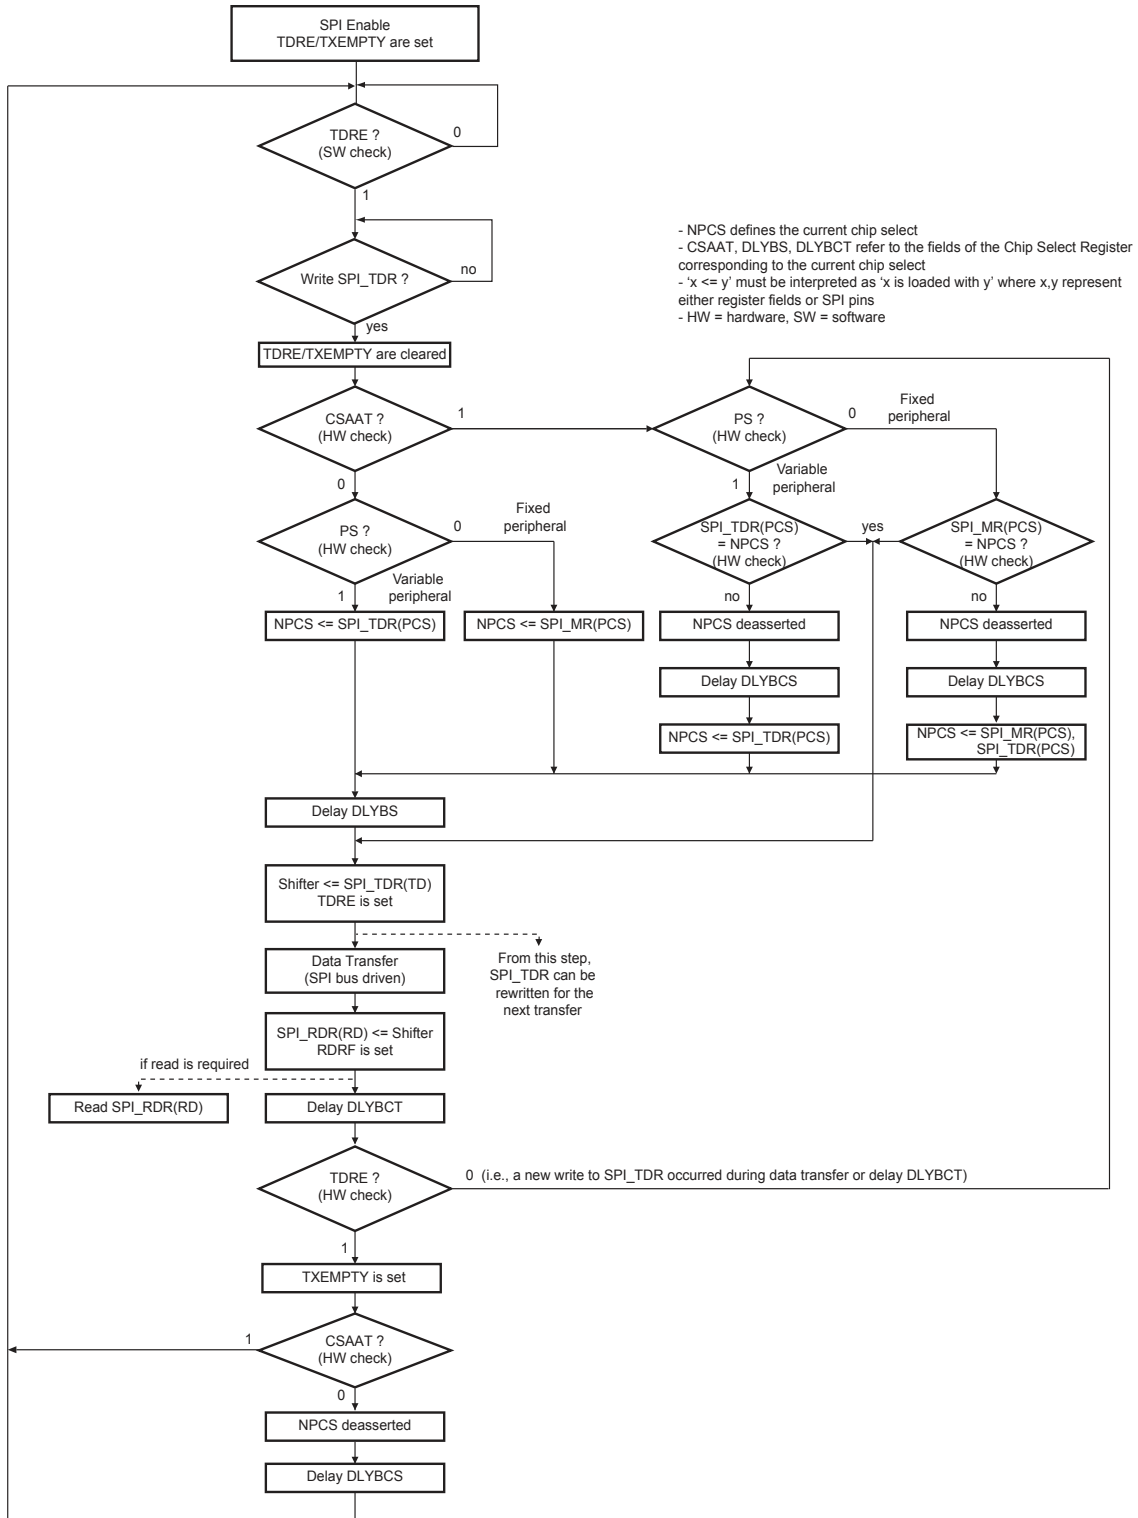 SPI Enable
TDRE/TXEMPTY are set
TDRE ?
(SW check)
0
1
Write SPI_TDR ?
no
yes
- NPCS defines the current chip select
- CSAAT, DLYBS, DLYBCT refer to the fields of the Chip Select Register
corresponding to the current chip select
- ‘x <= y’ must be interpreted as ‘x is loaded with y’ where x,y represent
either register fields or SPI pins
- HW = hardware, SW = software
TDRE/TXEMPTY are cleared
CSAAT ?
(HW check)
1
0
PS ?
(HW check)
0
Fixed
peripheral
1
Variable
peripheral
PS ?
(HW check)
0
Fixed
peripheral
1
Variable
peripheral
SPI_TDR(PCS)
= NPCS ?
(HW check)
yes
no
SPI_MR(PCS)
= NPCS ?
(HW check)
no
NPCS <= SPI_TDR(PCS)
NPCS <= SPI_MR(PCS)
NPCS deasserted
NPCS deasserted
Delay DLYBCS
Delay DLYBCS
NPCS <= SPI_TDR(PCS)
NPCS <= SPI_MR(PCS),
SPI_TDR(PCS)
Delay DLYBS
Shifter <= SPI_TDR(TD)
TDRE is set
Data Transfer
(SPI bus driven)
From this step,
SPI_TDR can be
rewritten for the
next transfer
SPI_RDR(RD) <= Shifter
RDRF is set
if read is required
Read SPI_RDR(RD)
Delay DLYBCT
TDRE ?
(HW check)
0 (i.e., a new write to SPI_TDR occurred during data transfer or delay DLYBCT)
1
TXEMPTY is set
CSAAT ?
(HW check)
1
0
NPCS deasserted
Delay DLYBCS